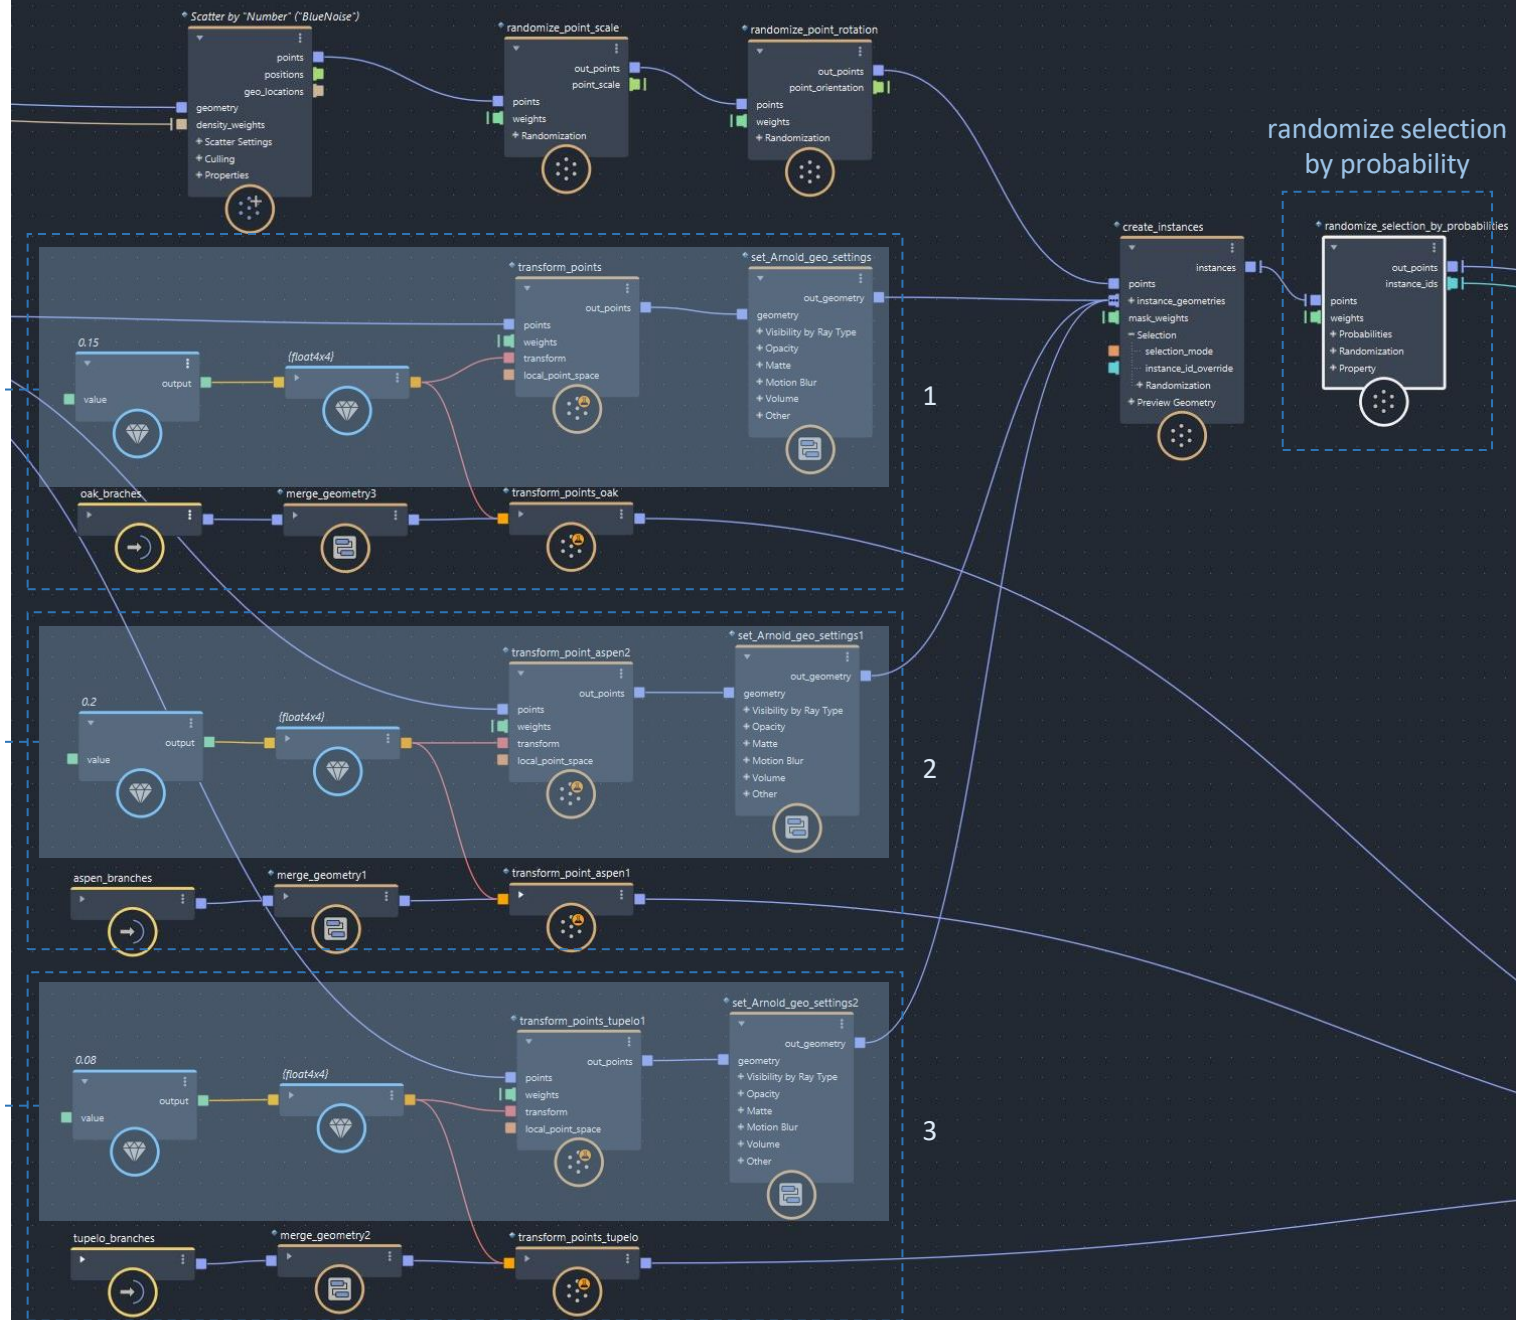 Scatter by "Number" ("BlueNoise")
points
positions
geo_locations
geometry
density_weights
+ Scatter Settings
+ Culling
+ Properties
randomize_point_scale
out_points
point_scale
points
weights
+ Randomization
randomize_point_rotation
out_points
point_orientation
points
weights
+ Randomization
randomize selection
by probability
create_instances
instances
points
+ instance_geometries
mask_weights
− Selection
selection_mode
instance_id_override
+ Randomization
+ Preview Geometry
randomize_selection_by_probabilities
out_points
instance_ids
points
weights
+ Probabilities
+ Randomization
+ Property
0.15
output
value
{float4x4}
transform_points
out_points
points
weights
transform
local_point_space
set_Arnold_geo_settings
out_geometry
geometry
+ Visibility by Ray Type
+ Opacity
+ Matte
+ Motion Blur
+ Volume
+ Other
1
oak_braches
merge_geometry3
transform_points_oak
0.2
output
value
{float4x4}
transform_point_aspen2
out_points
points
weights
transform
local_point_space
set_Arnold_geo_settings1
out_geometry
geometry
+ Visibility by Ray Type
+ Opacity
+ Matte
+ Motion Blur
+ Volume
+ Other
2
aspen_branches
merge_geometry1
transform_point_aspen1
0.08
output
value
{float4x4}
transform_points_tupelo1
out_points
points
weights
transform
local_point_space
set_Arnold_geo_settings2
out_geometry
geometry
+ Visibility by Ray Type
+ Opacity
+ Matte
+ Motion Blur
+ Volume
+ Other
3
tupelo_branches
merge_geometry2
transform_points_tupelo